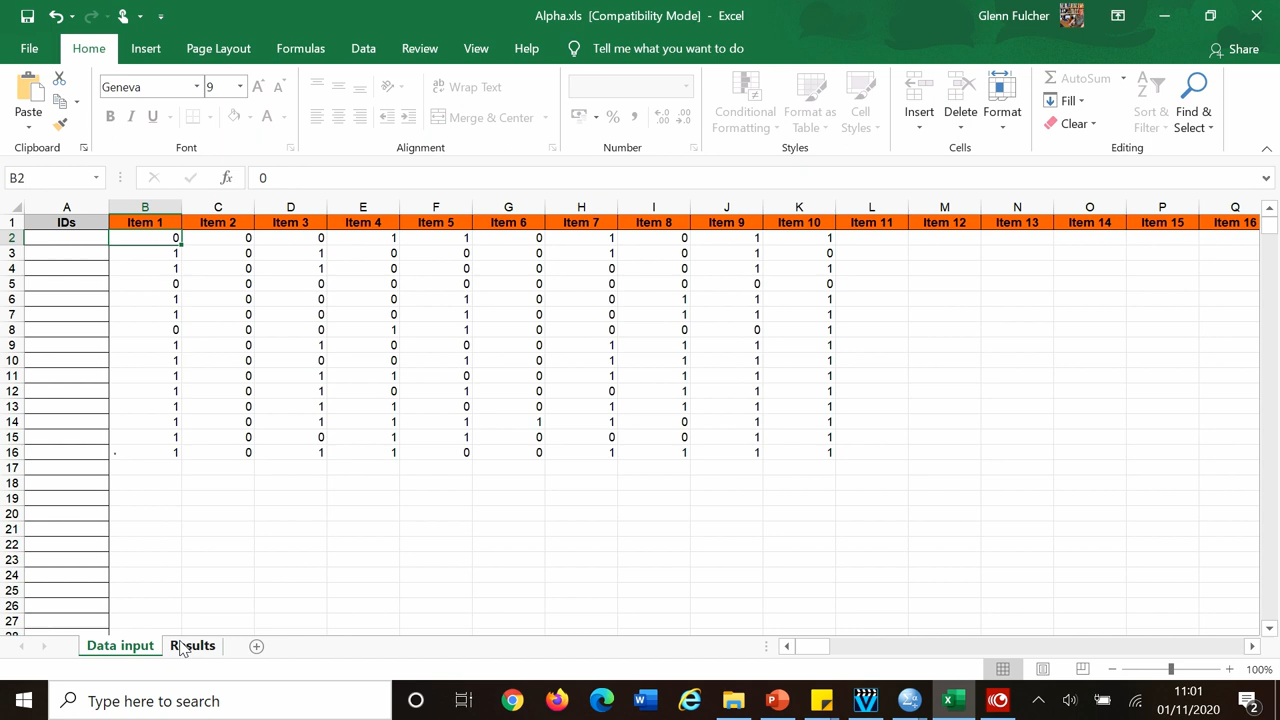 Alpha.xls [Compatibility Mode] - Excel
Glenn Fulcher
File Home Insert Page Layout Formulas Data Review View Help Tell me what you want to do Share
Geneva 9 Wrap Text AutoSum
Paste B I U Merge & Center % Conditional Formatting Format as Table Cell Styles Insert Delete Format Fill Clear Sort & Filter Find & Select
Clipboard Font Alignment Number Styles Cells Editing
B2 fx 0
A B C D E F G H I J K L M N O P Q
1 IDs Item 1 Item 2 Item 3 Item 4 Item 5 Item 6 Item 7 Item 8 Item 9 Item 10 Item 11 Item 12 Item 13 Item 14 Item 15 Item 16
2 0 0 0 1 1 0 1 0 1 1
3 1 0 1 0 0 0 1 0 1 0
4 1 0 1 0 0 0 0 0 1 1
5 0 0 0 0 0 0 0 0 0 0
6 1 0 0 0 1 0 0 1 1 1
7 1 0 0 0 1 0 0 1 1 1
8 0 0 0 1 1 0 0 0 0 1
9 1 0 1 0 0 0 1 1 1 1
10 1 0 0 0 1 0 1 1 1 1
11 1 0 1 1 0 0 1 1 1 1
12 1 0 1 0 1 0 0 1 1 1
13 1 0 1 1 0 0 1 1 1 1
14 1 0 1 1 1 1 1 0 1 1
15 1 0 0 1 1 0 0 0 1 1
16 1 0 1 1 0 0 1 1 1 1
17
18
19
20
21
22
23
24
25
26
27
Data input Results
100%
Type here to search
11:01
01/11/2020
2